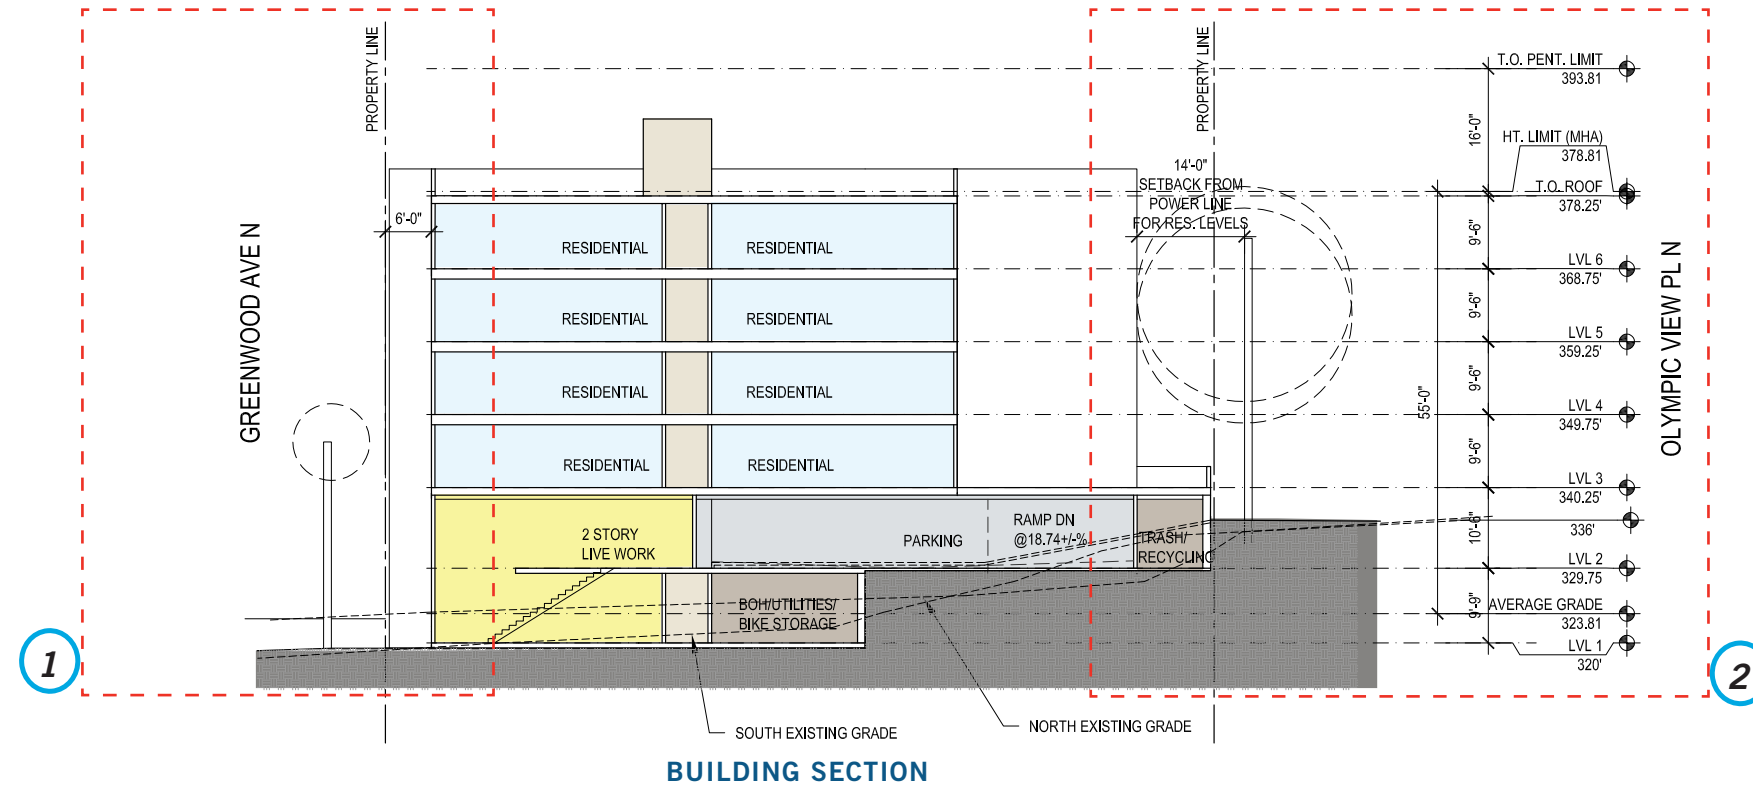 PROPERTY LINE
PROPERTY LINE
T.O. PENT. LIMIT
393.81
16'-0"
HT. LIMIT (MHA)
378.81
14'-0"
SETBACK FROM
POWER LINE
FOR RES. LEVELS
T.O. ROOF
378.25'
6'-0"
9'-6"
GREENWOOD AVE N
RESIDENTIAL
RESIDENTIAL
LVL 6
368.75'
9'-6"
RESIDENTIAL
RESIDENTIAL
LVL 5
359.25'
OLYMPIC VIEW PL N
9'-6"
RESIDENTIAL
RESIDENTIAL
55'-0"
LVL 4
349.75'
9'-6"
RESIDENTIAL
RESIDENTIAL
LVL 3
340.25'
2 STORY
LIVE WORK
PARKING
RAMP DN
@18.74+/-%
TRASH/
RECYCLING
10'-6"
336'
LVL 2
329.75
BOH/UTILITIES/
BIKE STORAGE
9'-9"
AVERAGE GRADE
323.81
LVL 1
320'
1
2
SOUTH EXISTING GRADE
NORTH EXISTING GRADE
BUILDING SECTION